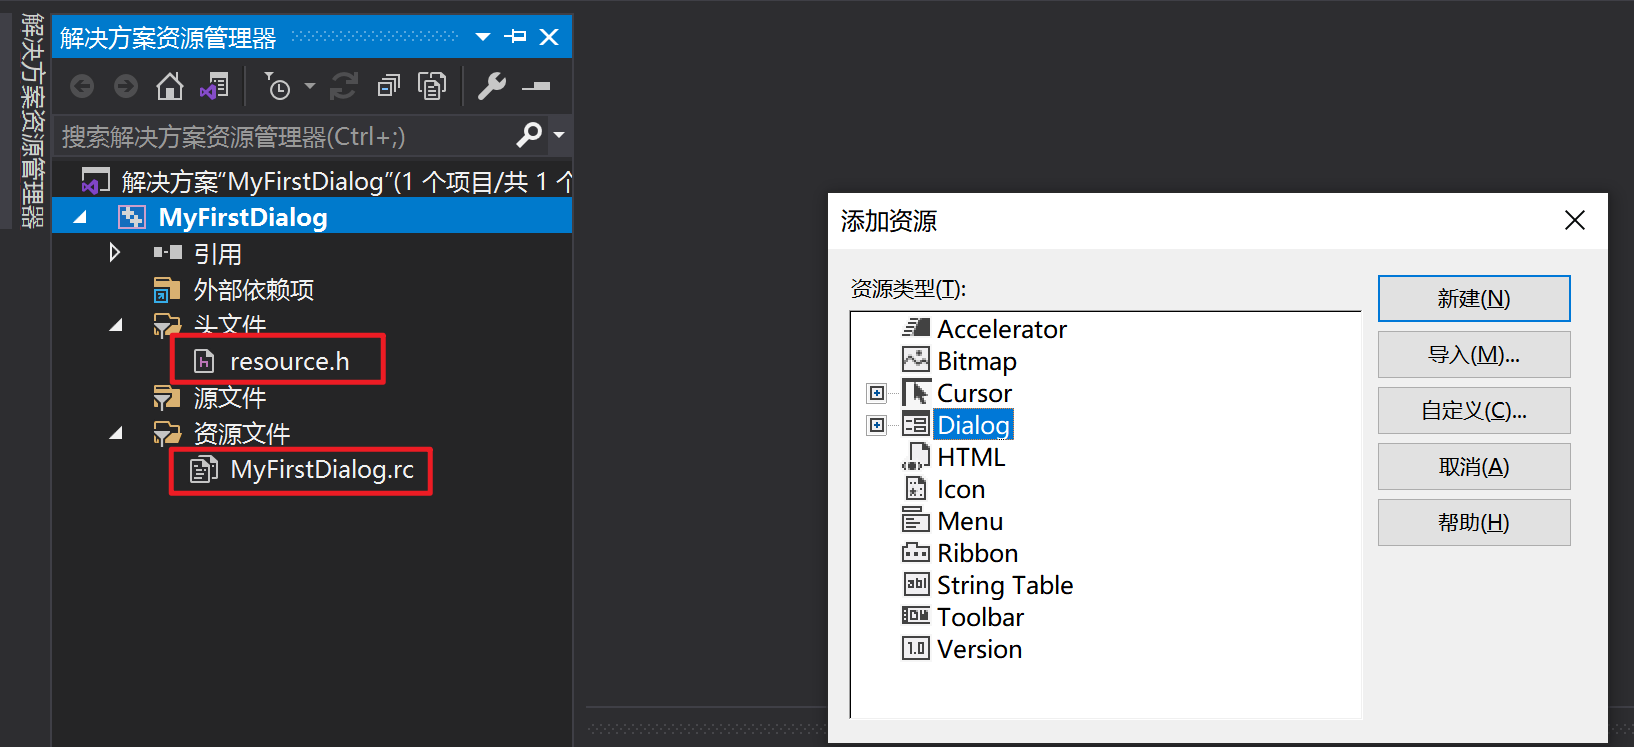 解决方案资源管理器
解决方案资源管理器
搜索解决方案资源管理器(Ctrl+;)
解决方案“MyFirstDialog”(1 个项目/共 1 个
MyFirstDialog
引用
外部依赖项
头文件
resource.h
源文件
资源文件
MyFirstDialog.rc
添加资源
资源类型(T):
Accelerator
Bitmap
Cursor
Dialog
HTML
Icon
Menu
Ribbon
String Table
Toolbar
Version
新建(N)
导入(M)...
自定义(C)...
取消(A)
帮助(H)